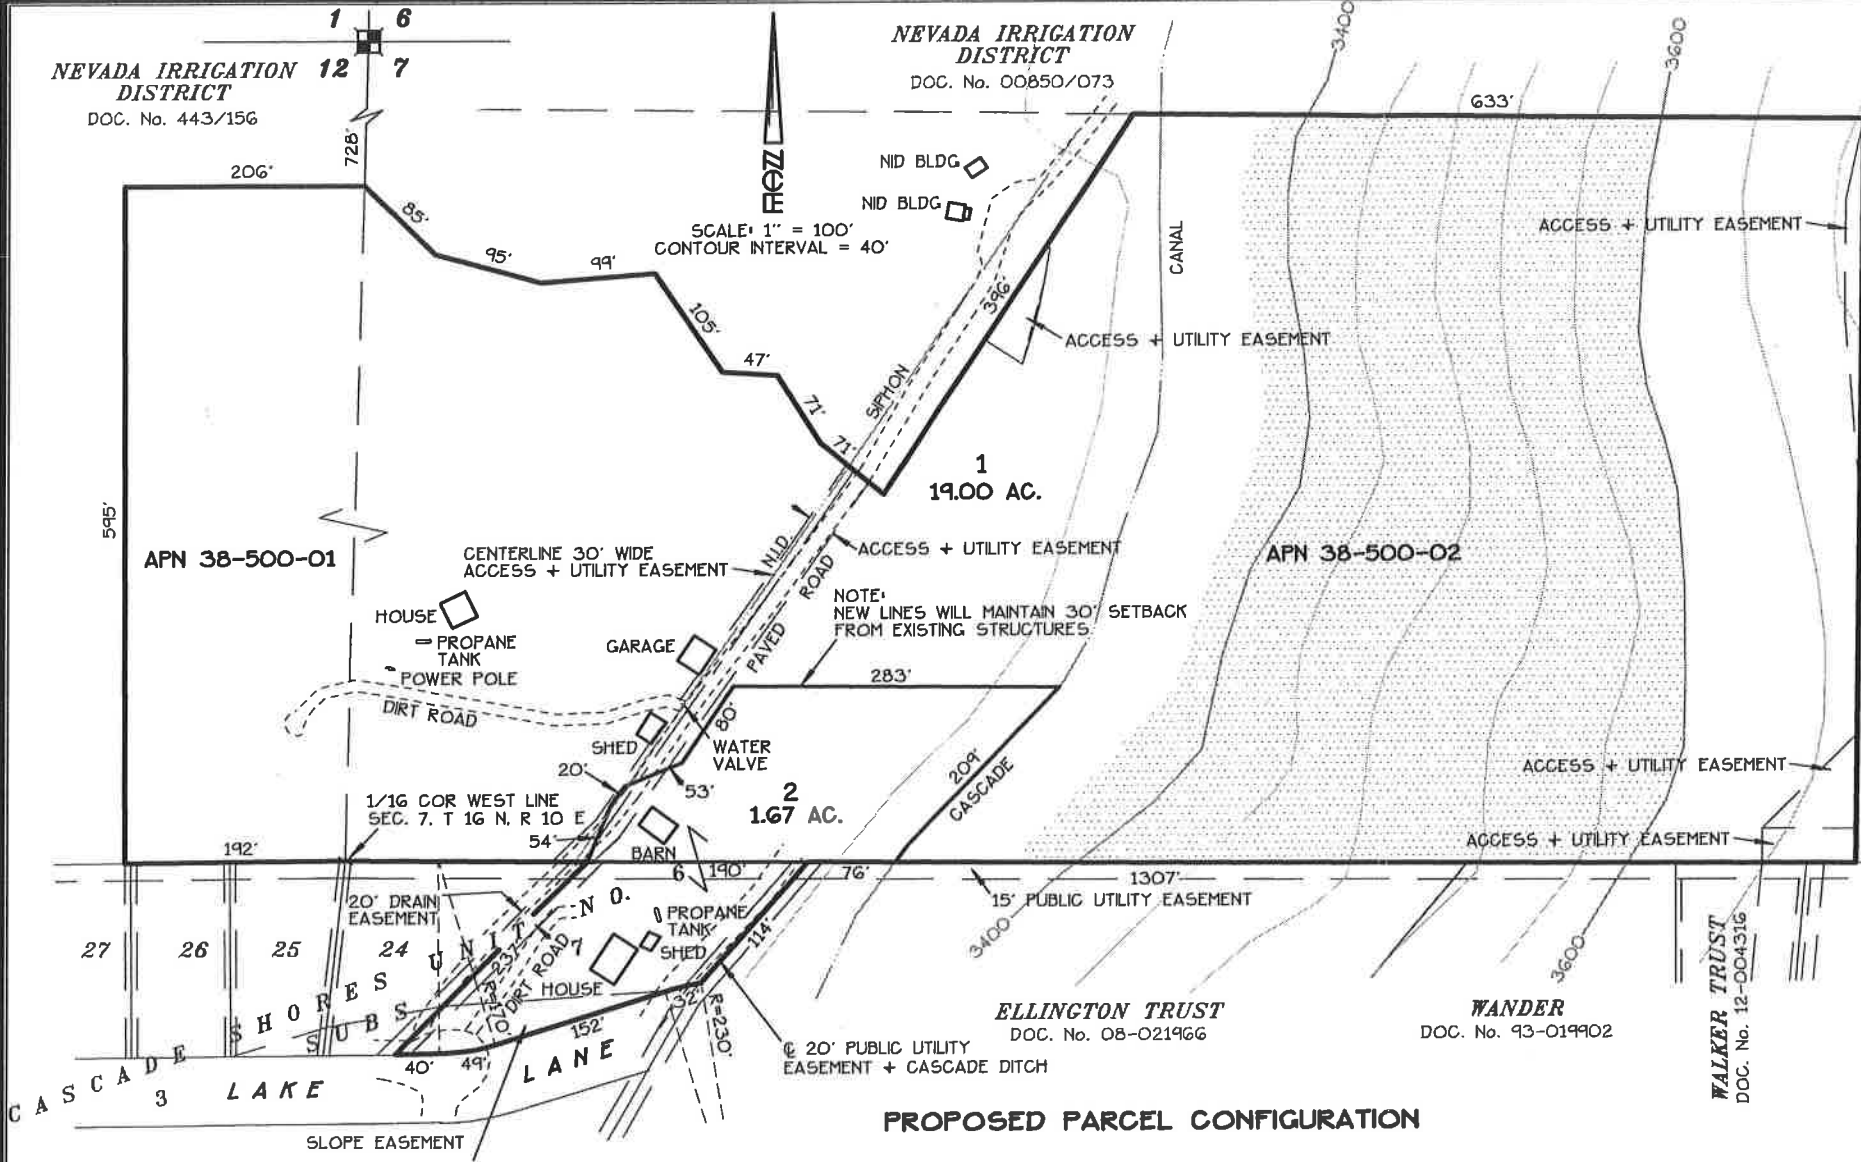 1 6
12 7
NEVADA IRRIGATION
DISTRICT
DOC. No. 443/156
728'
206'
NEVADA IRRIGATION
DISTRICT
DOC. No. 00850/073
3400
3600
633'
NID BLDG
NID BLDG
SCALE: 1" = 100'
CONTOUR INTERVAL = 40'
CANAL
ACCESS + UTILITY EASEMENT
85'
95'
99'
105'
47'
71'
71'
396'
ACCESS + UTILITY EASEMENT
SIPHON
N.I.D.
1
19.00 AC.
595'
APN 38-500-01
APN 38-500-02
CENTERLINE 30' WIDE
ACCESS + UTILITY EASEMENT
ACCESS + UTILITY EASEMENT
PAVED ROAD
NOTE:
NEW LINES WILL MAINTAIN 30' SETBACK
FROM EXISTING STRUCTURES
HOUSE
PROPANE
TANK
POWER POLE
DIRT ROAD
GARAGE
283'
80'
SHED
WATER
VALVE
20'
53'
209'
CASCADE
ACCESS + UTILITY EASEMENT
2
1.67 AC.
1/16 COR WEST LINE
SEC. 7, T 16 N, R 10 E
54'
BARN
ACCESS + UTILITY EASEMENT
192'
6
190'
76'
1307'
15' PUBLIC UTILITY EASEMENT
20' DRAIN
EASEMENT
PROPANE
TANK
SHED
HOUSE
7
237'
DIRT ROAD
R=170'
114'
3400
3600
27 26 25 24
CASCADE SHORES UNIT NO.
3
SUBS
32'
R=230'
152'
40'
49'
LAKE LANE
SLOPE EASEMENT
℄ 20' PUBLIC UTILITY
EASEMENT + CASCADE DITCH
ELLINGTON TRUST
DOC. No. 08-021966
WANDER
DOC. No. 93-019902
WALKER TRUST
DOC. No. 12-004316
PROPOSED PARCEL CONFIGURATION